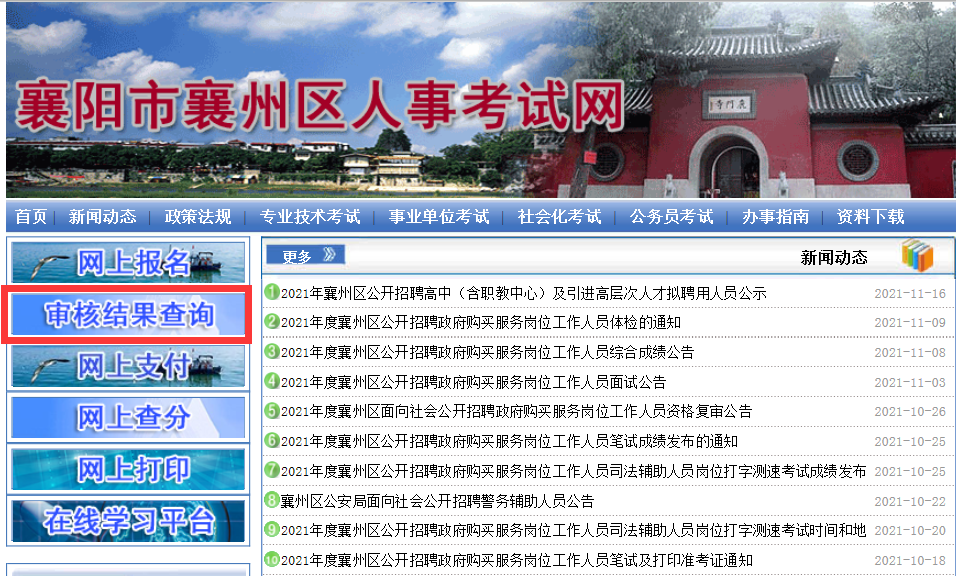 襄阳市襄州区人事考试网
首页 | 新闻动态 | 政策法规 | 专业技术考试 | 事业单位考试 | 社会化考试 | 公务员考试 | 办事指南 | 资料下载
网上报名
审核结果查询
网上支付
网上查分
网上打印
在线学习平台
更多 新闻动态
1 2021年襄州区公开招聘高中（含职教中心）及引进高层次人才拟聘用人员公示 2021-11-16
2 2021年度襄州区公开招聘政府购买服务岗位工作人员体检的通知 2021-11-09
3 2021年度襄州区公开招聘政府购买服务岗位工作人员综合成绩公告 2021-11-08
4 2021年度襄州区公开招聘政府购买服务岗位工作人员面试公告 2021-11-03
5 2021年度襄州区面向社会公开招聘政府购买服务岗位工作人员资格复审公告 2021-10-26
6 2021年度襄州区公开招聘政府购买服务岗位工作人员笔试成绩发布的通知 2021-10-25
7 2021年度襄州区公开招聘政府购买服务岗位工作人员司法辅助人员岗位打字测速考试成绩发布 2021-10-25
8 襄州区公安局面向社会公开招聘警务辅助人员公告 2021-10-22
9 2021年度襄州区公开招聘政府购买服务岗位工作人员司法辅助人员岗位打字测速考试时间和地 2021-10-20
10 2021年度襄州区公开招聘政府购买服务岗位工作人员笔试及打印准考证通知 2021-10-18